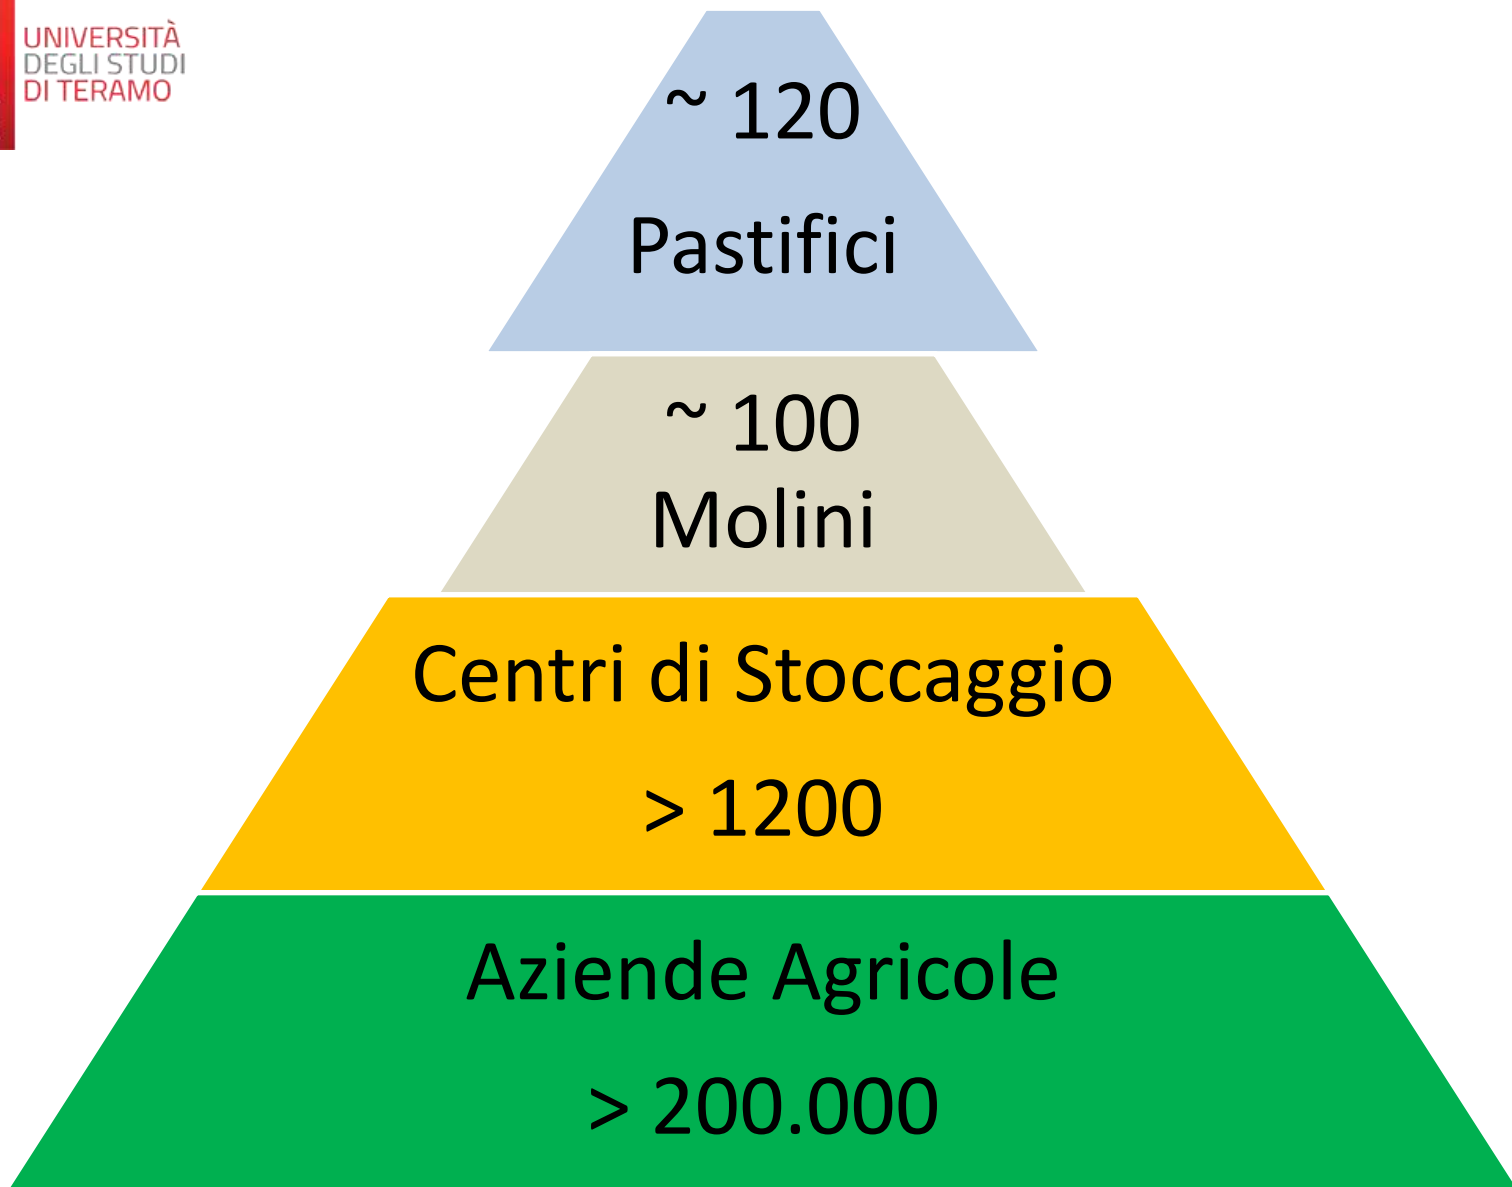 UNIVERSITÀ
DEGLI STUDI
DI TERAMO
~ 120
Pastifici
~ 100
Molini
Centri di Stoccaggio
> 1200
Aziende Agricole
> 200.000